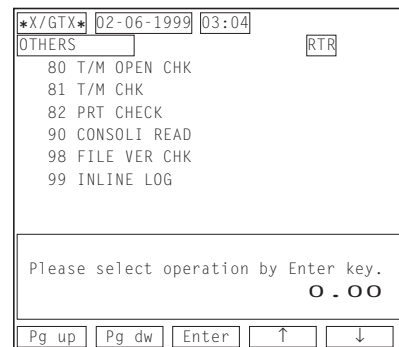 *X/GTX* 02-06-1999 03:04
OTHERS RTR
80 T/M OPEN CHK
81 T/M CHK
82 PRT CHECK
90 CONSOLI READ
98 FILE VER CHK
99 INLINE LOG
Please select operation by Enter key.
0.00
Pg up Pg dw Enter ↑ ↓